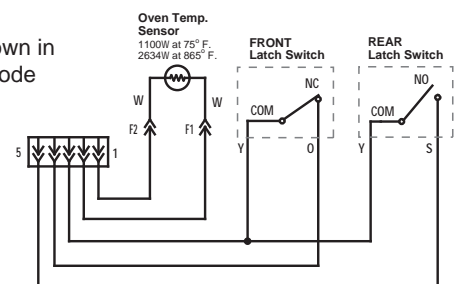 own in
ode
Oven Temp.
Sensor
1100W at 75° F.
2634W at 865° F.
FRONT
Latch Switch
REAR
Latch Switch
NC
NO
COM
COM
W
W
F2
F1
Y
O
Y
S
5
1